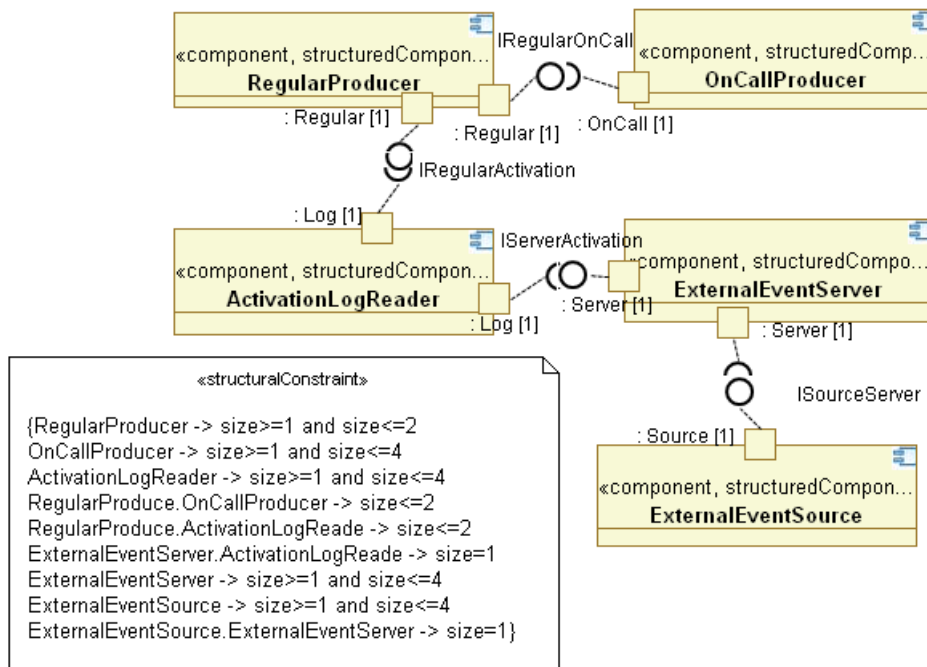 «component, structuredCompon...
RegularProducer
IRegularOnCall
«component, structuredComp...
OnCallProducer
: Regular [1]
: Regular [1]
: OnCall [1]
IRegularActivation
: Log [1]
«component, structuredCompon...
ActivationLogReader
IServerActivation
«component, structuredCompo...
ExternalEventServer
: Log [1]
: Server [1]
: Server [1]
ISourceServer
: Source [1]
«component, structuredCompon...
ExternalEventSource
«structuralConstraint»
{RegularProducer -> size>=1 and size<=2
OnCallProducer -> size>=1 and size<=4
ActivationLogReader -> size>=1 and size<=4
RegularProduce.OnCallProducer -> size<=2
RegularProduce.ActivationLogReade -> size<=2
ExternalEventServer.ActivationLogReade -> size=1
ExternalEventServer -> size>=1 and size<=4
ExternalEventSource -> size>=1 and size<=4
ExternalEventSource.ExternalEventServer -> size=1}